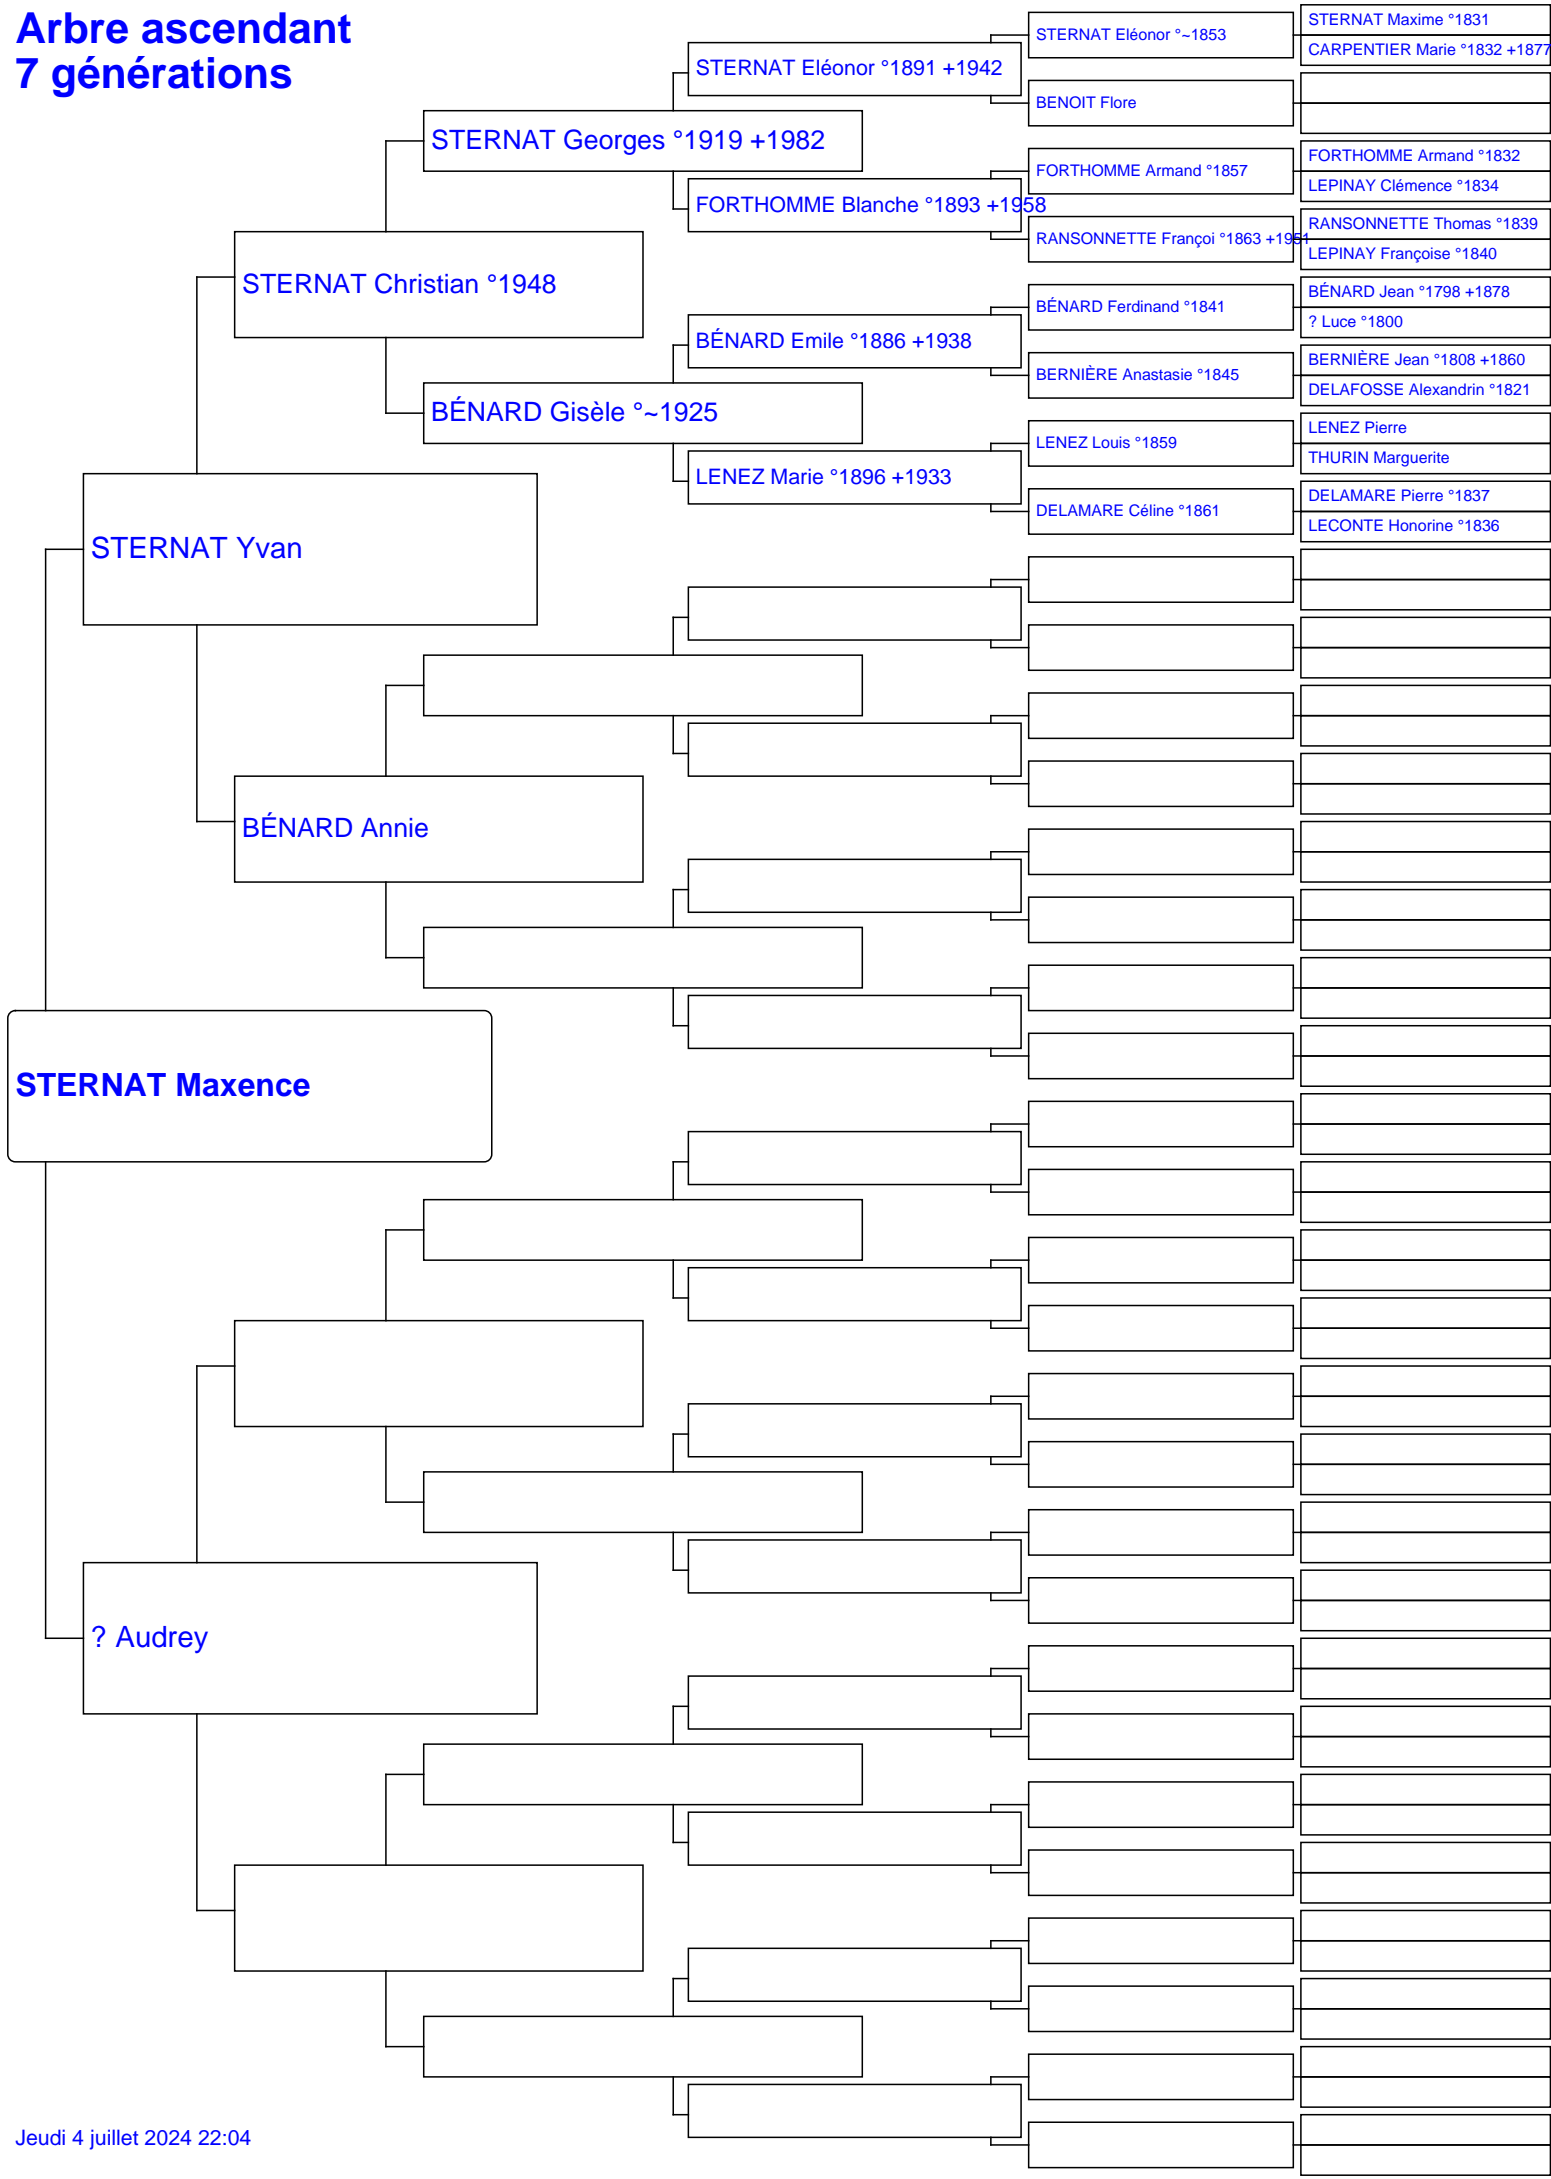 Arbre ascendant
7 générations
STERNAT Maxence
STERNAT Yvan
? Audrey
STERNAT Christian °1948
BÉNARD Annie
STERNAT Georges °1919 +1982
BÉNARD Gisèle °~1925
STERNAT Eléonor °1891 +1942
FORTHOMME Blanche °1893 +1958
BÉNARD Emile °1886 +1938
LENEZ Marie °1896 +1933
STERNAT Eléonor °~1853
BENOIT Flore
FORTHOMME Armand °1857
RANSONNETTE Françoi °1863 +1951
BÉNARD Ferdinand °1841
BERNIÈRE Anastasie °1845
LENEZ Louis °1859
DELAMARE Céline °1861
STERNAT Maxime °1831
CARPENTIER Marie °1832 +1877
FORTHOMME Armand °1832
LEPINAY Clémence °1834
RANSONNETTE Thomas °1839
LEPINAY Françoise °1840
BÉNARD Jean °1798 +1878
? Luce °1800
BERNIÈRE Jean °1808 +1860
DELAFOSSE Alexandrin °1821
LENEZ Pierre
THURIN Marguerite
DELAMARE Pierre °1837
LECONTE Honorine °1836
Jeudi 4 juillet 2024 22:04